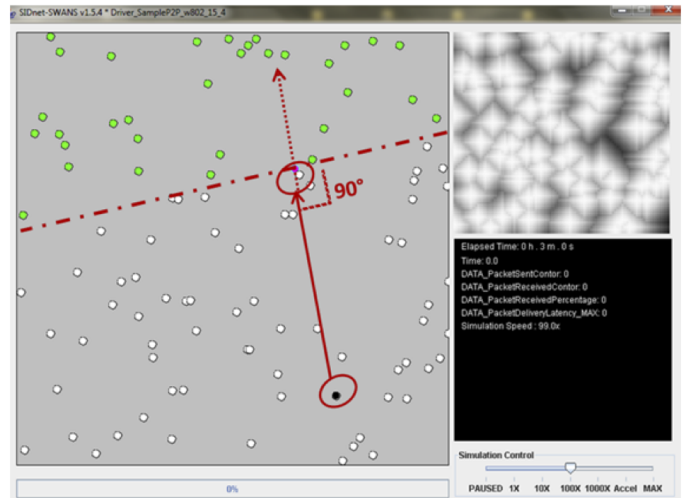 SIDnet-SWANS v1.5.4 * Driver_SampleP2P_w802_15_4
90°
Elapsed Time: 0 h . 3 m . 0 s
Time: 0.0
DATA_PacketSentContor: 0
DATA_PacketReceivedContor: 0
DATA_PacketReceivedPercentage: 0
DATA_PacketDeliveryLatency_MAX: 0
Simulation Speed : 99.0x
Simulation Control
PAUSED 1X 10X 100X 1000X Accel MAX
0%